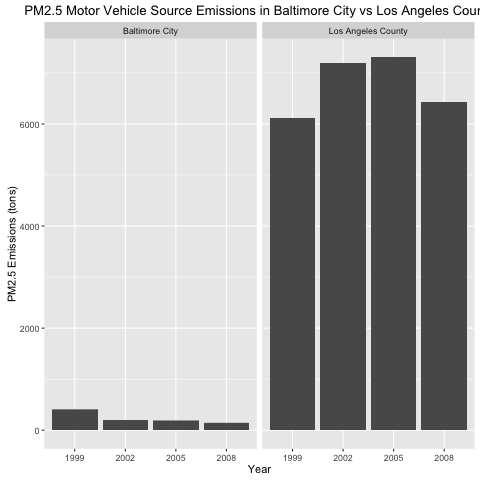 PM2.5 Motor Vehicle Source Emissions in Baltimore City vs Los Angeles Cour
Baltimore City
Los Angeles County
6000
4000
2000
0
PM2.5 Emissions (tons)
1999 2002 2005 2008
1999 2002 2005 2008
Year